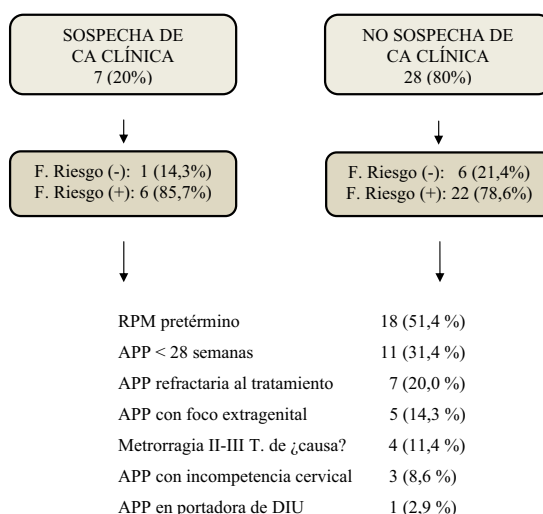 SOSPECHA DE
CA CLÍNICA
7 (20%)
NO SOSPECHA DE
CA CLÍNICA
28 (80%)
F. Riesgo (-): 1 (14,3%)
F. Riesgo (+): 6 (85,7%)
F. Riesgo (-): 6 (21,4%)
F. Riesgo (+): 22 (78,6%)
RPM pretérmino 18 (51,4 %)
APP < 28 semanas 11 (31,4 %)
APP refractaria al tratamiento 7 (20,0 %)
APP con foco extragenital 5 (14,3 %)
Metrorragia II-III T. de ¿causa? 4 (11,4 %)
APP con incompetencia cervical 3 (8,6 %)
APP en portadora de DIU 1 (2,9 %)